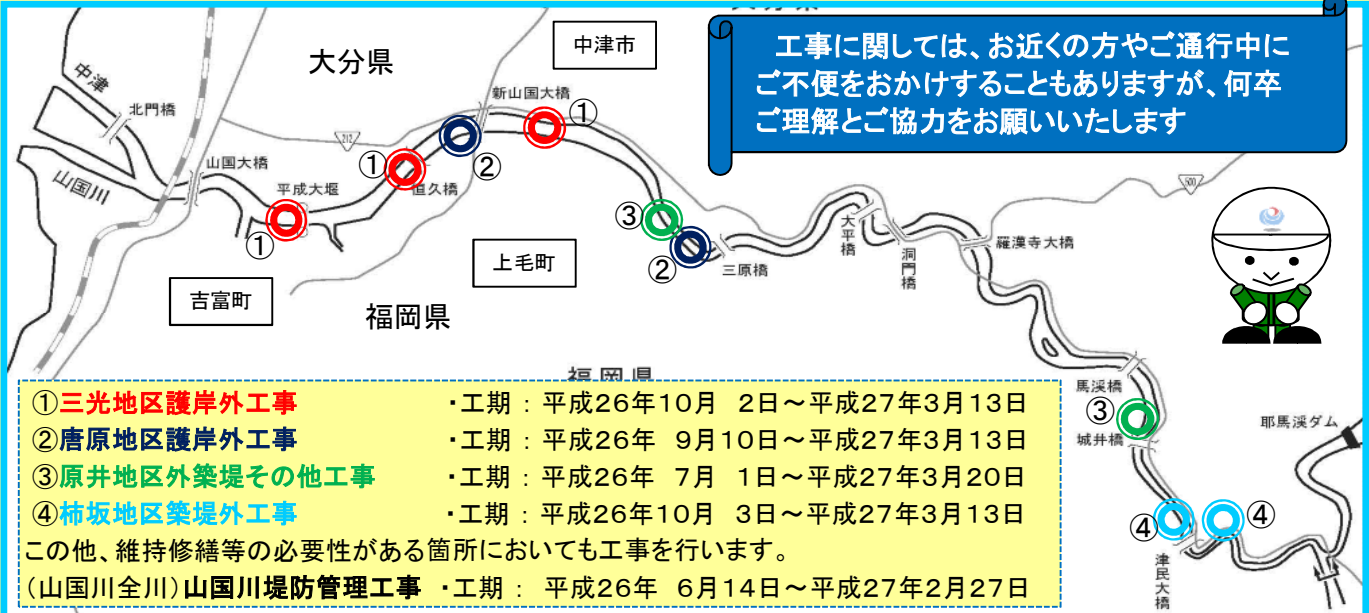 大分県
中津市
工事に関しては、お近くの方やご通行中に
ご不便をおかけすることもありますが、何卒
ご理解とご協力をお願いいたします
中津
北門橋
新山国大橋
①
212
①
②
山国大橋
山国川
平成大堰
恒久橋
500
①
③
②
三原橋
大平橋
洞門橋
羅漢寺大橋
上毛町
吉富町
福岡県
福岡県
馬渓橋
③
城井橋
耶馬溪ダム
④
④
津民大橋
①三光地区護岸外工事 ・工期 : 平成26年10月 2日~平成27年3月13日
②唐原地区護岸外工事 ・工期 : 平成26年 9月10日~平成27年3月13日
③原井地区外築堤その他工事 ・工期 : 平成26年 7月 1日~平成27年3月20日
④柿坂地区築堤外工事 ・工期 : 平成26年10月 3日~平成27年3月13日
この他、維持修繕等の必要性がある箇所においても工事を行います。
(山国川全川)山国川堤防管理工事 ・工期 : 平成26年 6月14日~平成27年2月27日